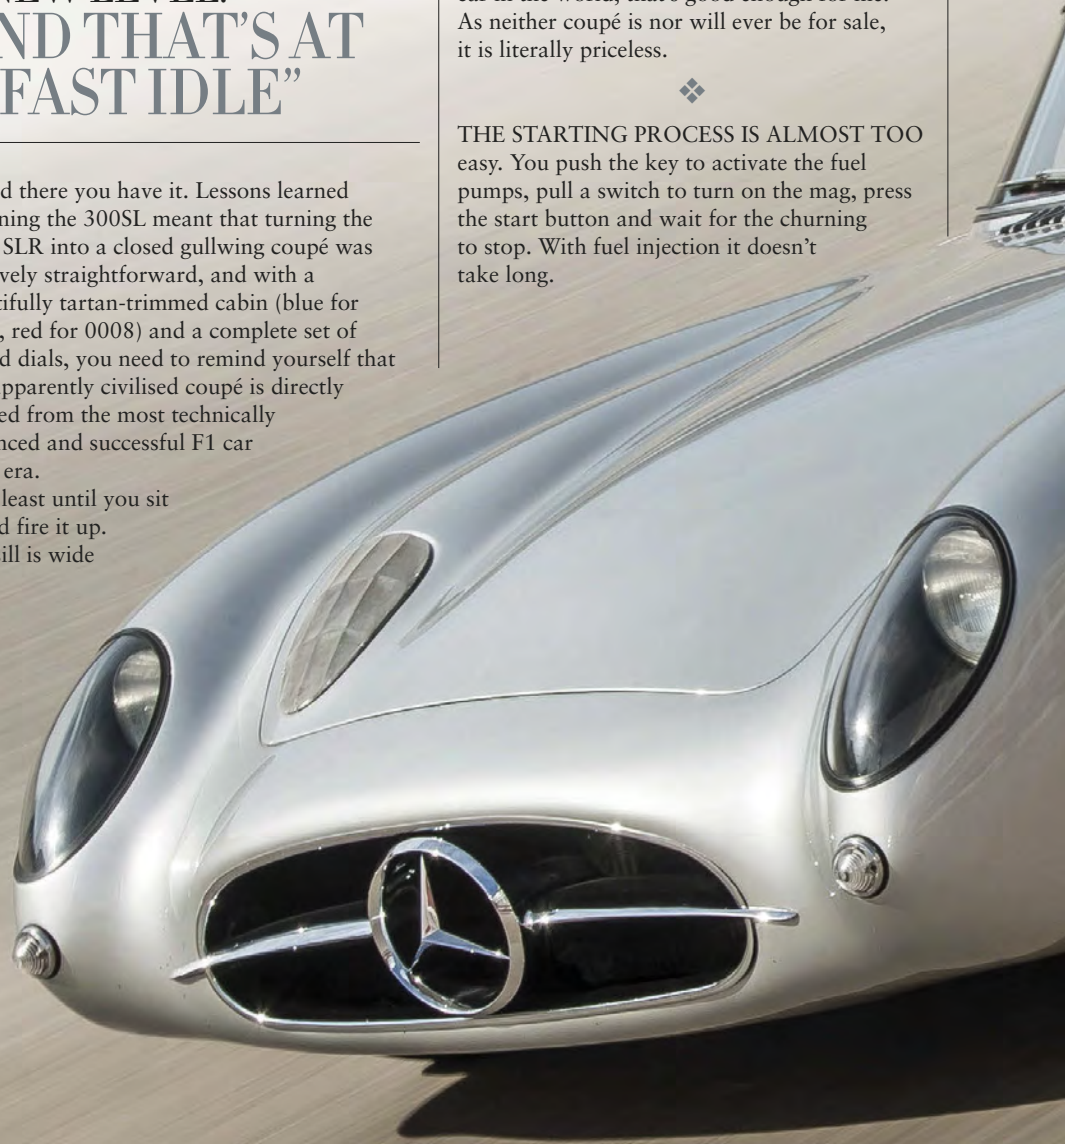 NEW LEVEL.
ND THAT'S AT
FAST IDLE”
d there you have it. Lessons learned
ning the 300SL meant that turning the
SLR into a closed gullwing coupé was
vely straightforward, and with a
tifully tartan-trimmed cabin (blue for
, red for 0008) and a complete set of
d dials, you need to remind yourself that
pparently civilised coupé is directly
ed from the most technically
nced and successful F1 car
era.
least until you sit
d fire it up.
ill is wide
As neither coupé is nor will ever be for sale,
it is literally priceless.
THE STARTING PROCESS IS ALMOST TOO
easy. You push the key to activate the fuel
pumps, pull a switch to turn on the mag, press
the start button and wait for the churning
to stop. With fuel injection it doesn’t
take long.